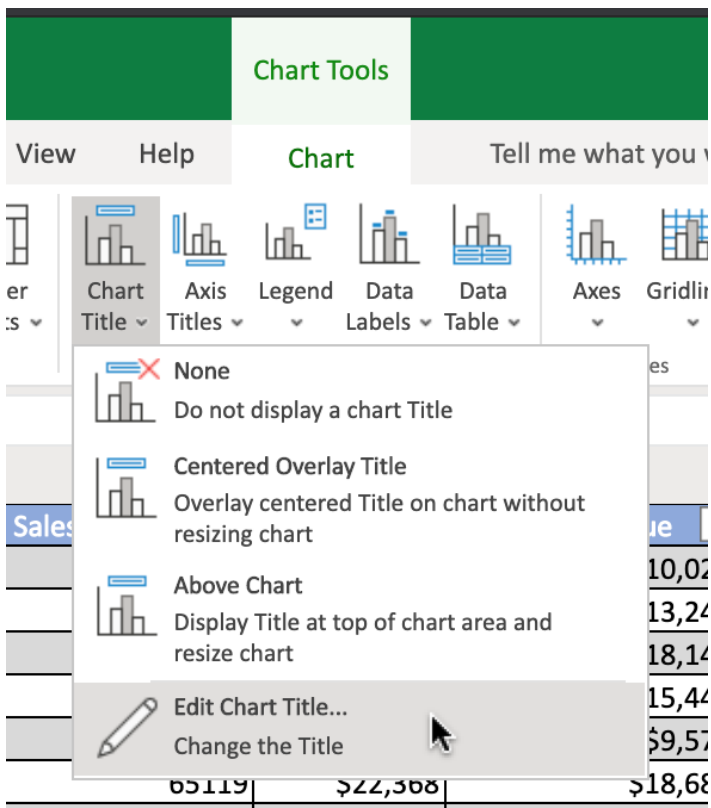 Chart Tools
View Help Chart Tell me what you
Chart Axis Legend Data Data Axes
Title Titles Labels Table
None
Do not display a chart Title
Centered Overlay Title
Overlay centered Title on chart without
resizing chart
Above Chart
Display Title at top of chart area and
resize chart
Edit Chart Title...
Change the Title
Sales
65119 $22,368